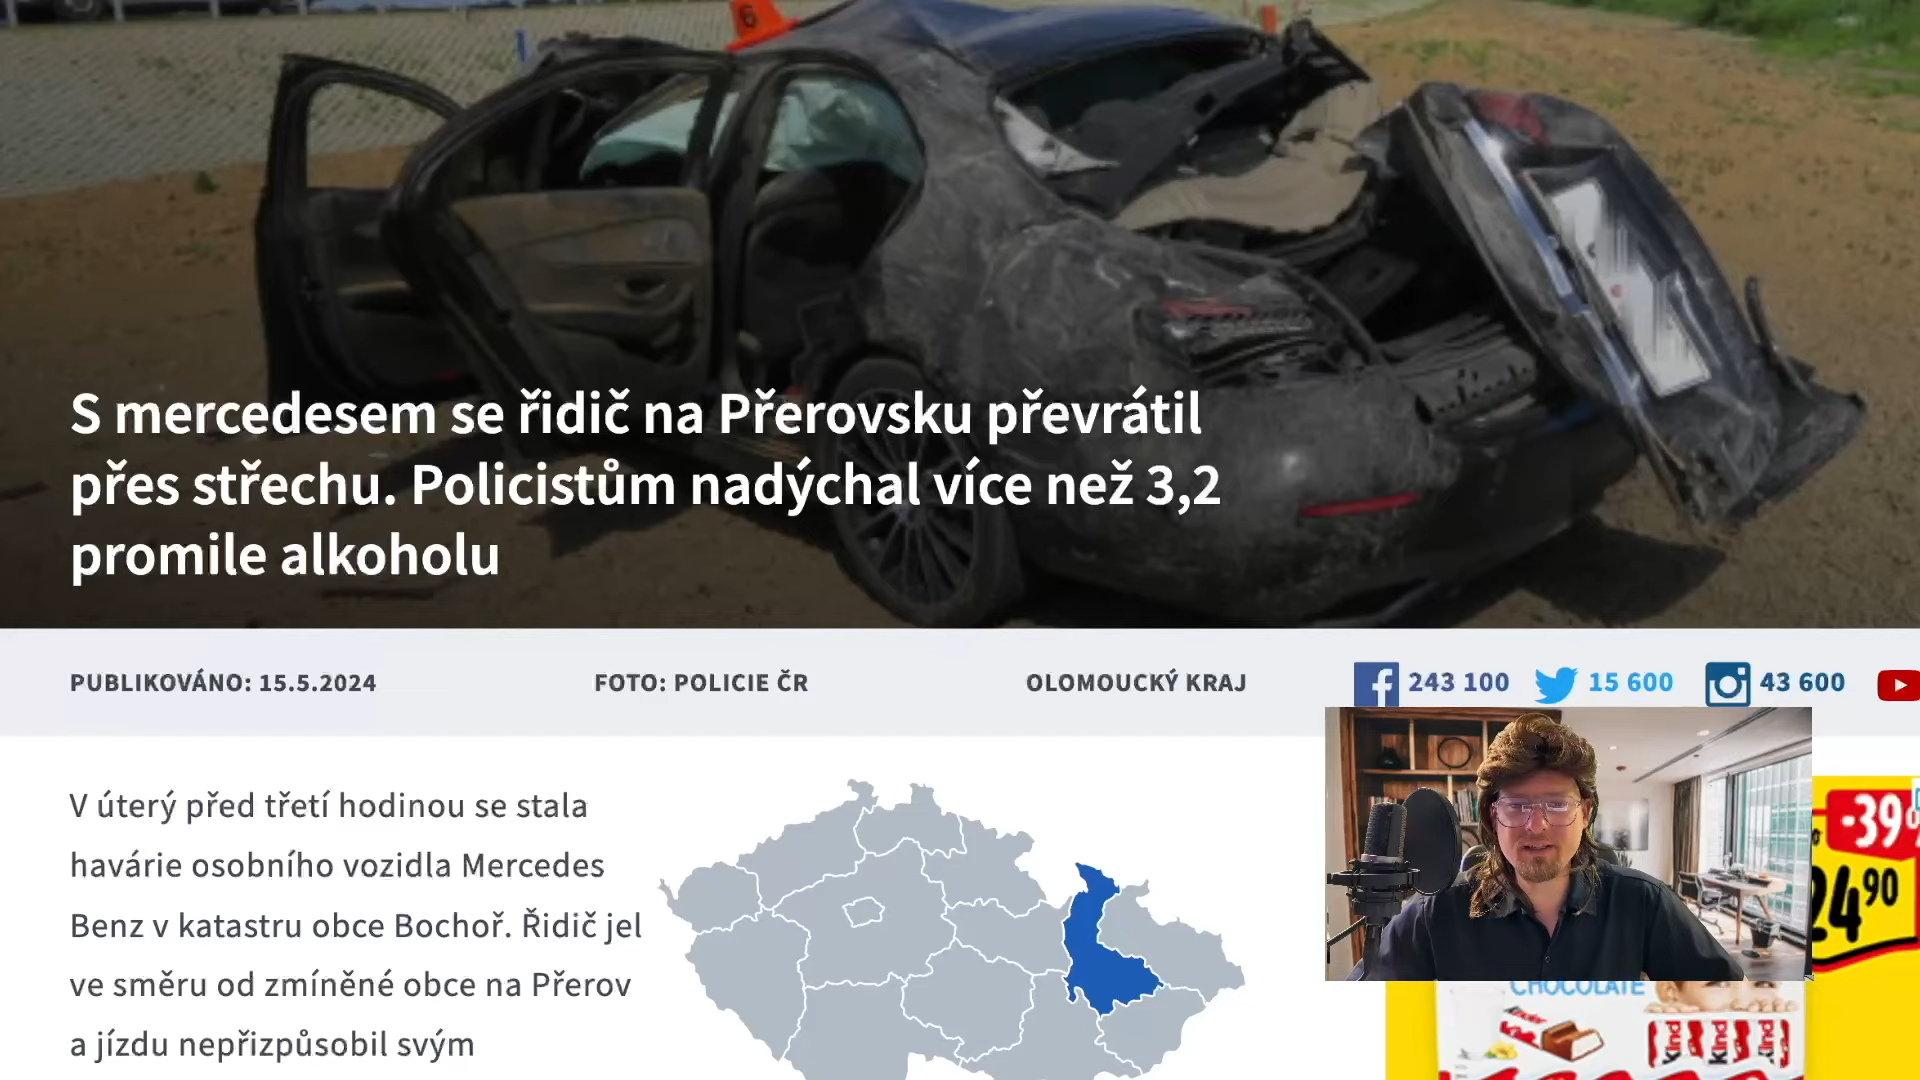 6
S mercedesem se řidič na Přerovsku převrátil
přes střechu. Policistům nadýchal více než 3,2
promile alkoholu
PUBLIKOVÁNO: 15.5.2024
FOTO: POLICIE ČR
OLOMOUCKÝ KRAJ
243 100
15 600
43 600
V úterý před třetí hodinou se stala
havárie osobního vozidla Mercedes
Benz v katastru obce Bochoř. Řidič jel
ve směru od zmíněné obce na Přerov
a jízdu nepřizpůsobil svým
-39
24 90
CHOCOLATE
kinder